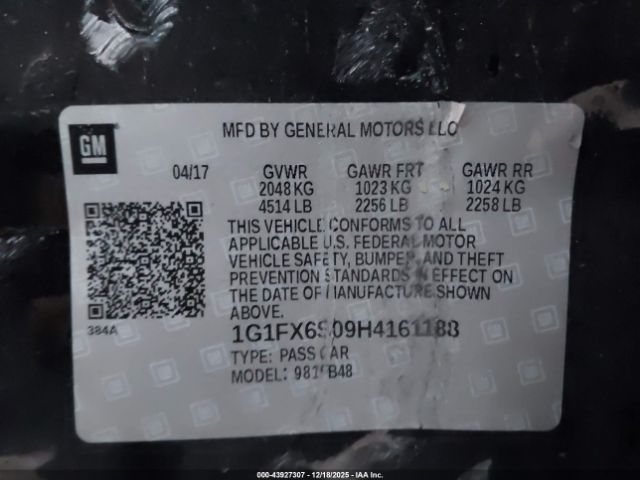 GM
MFD BY GENERAL MOTORS LLC
04/17 GVWR GAWR FRT GAWR RR
2048 KG 1023 KG 1024 KG
4514 LB 2256 LB 2258 LB
THIS VEHICLE CONFORMS TO ALL
APPLICABLE U.S. FEDERAL MOTOR
VEHICLE SAFETY, BUMPER, AND THEFT
PREVENTION STANDARDS IN EFFECT ON
THE DATE OF MANUFACTURE SHOWN
ABOVE.
384A
TYPE: PASS CAR
MODEL:
000-43927307 - 12/18/2025 - IAA Inc.